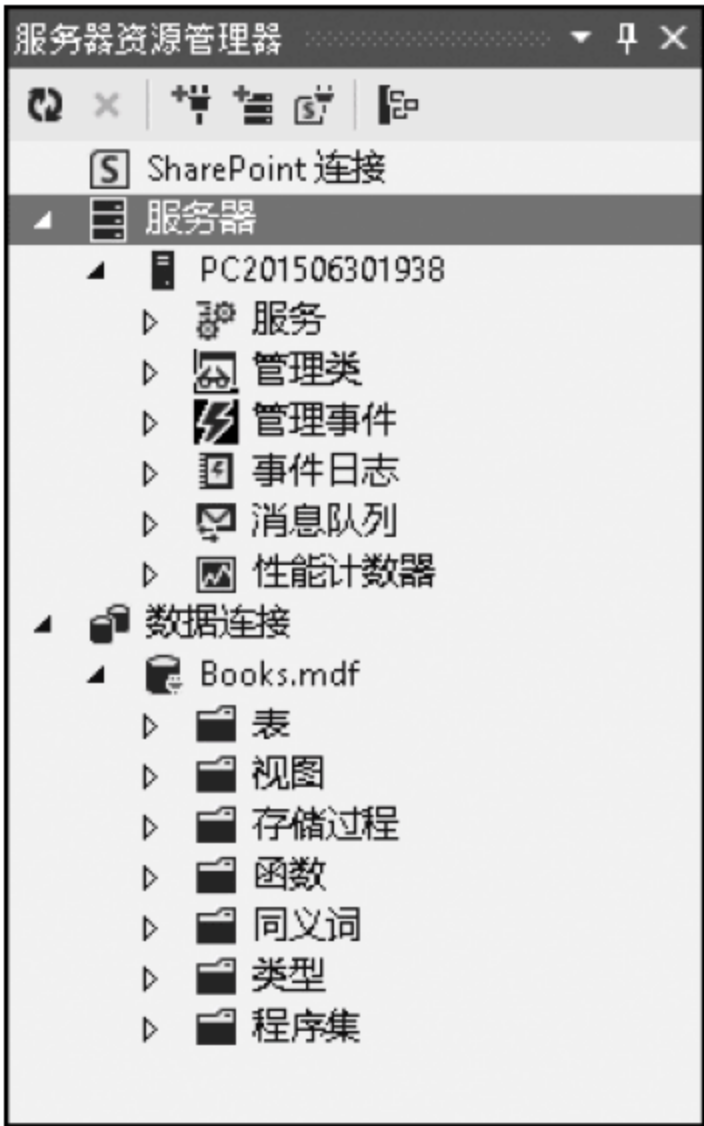 服务器资源管理器
SharePoint 连接
服务器
PC201506301938
服务
管理类
管理事件
事件日志
消息队列
性能计数器
数据连接
Books.mdf
表
视图
存储过程
函数
同义词
类型
程序集